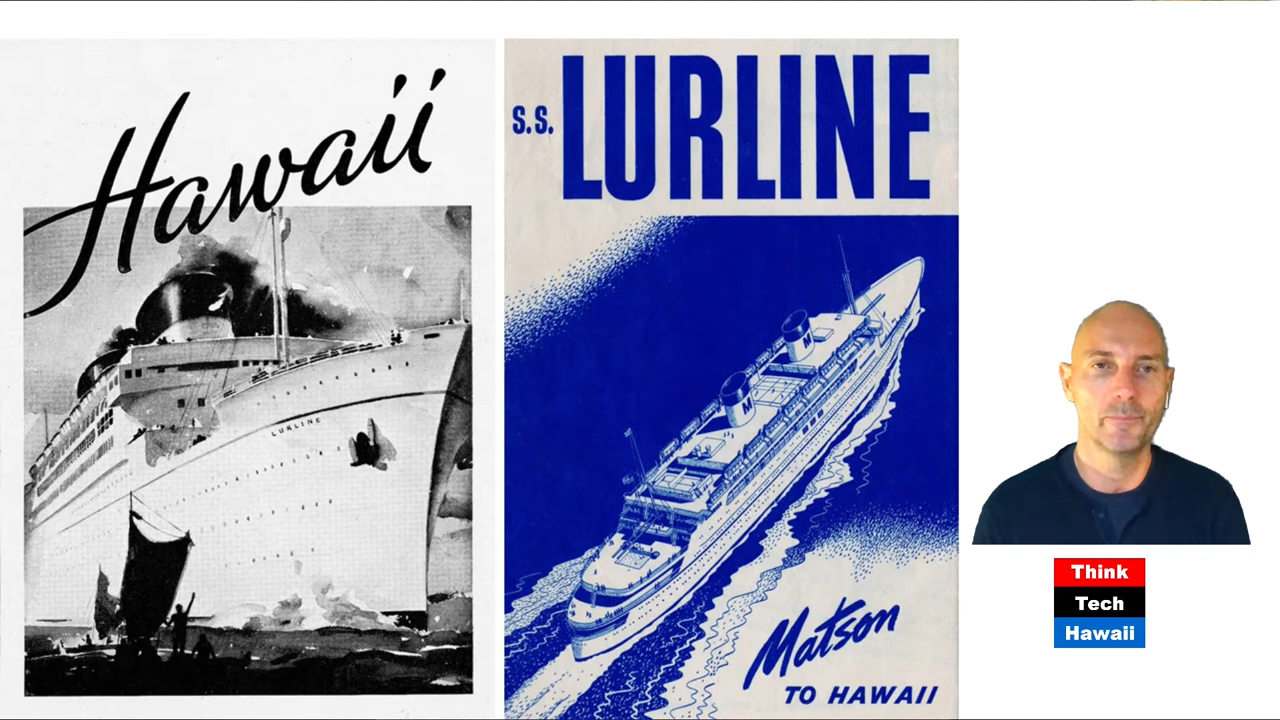 Hawaii
LURLINE
S.S. LURLINE
M
M
Matson
TO HAWAII
Think
Tech
Hawaii